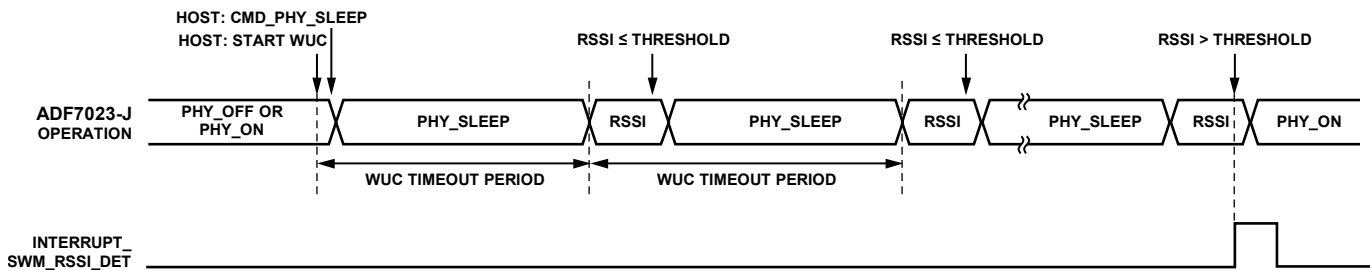 HOST: CMD_PHY_SLEEP
HOST: START WUC
RSSI ≤ THRESHOLD
RSSI ≤ THRESHOLD
RSSI > THRESHOLD
ADF7023-J
OPERATION
PHY_OFF OR
PHY_ON
PHY_SLEEP
RSSI
PHY_SLEEP
RSSI
PHY_SLEEP
RSSI
PHY_ON
WUC TIMEOUT PERIOD
WUC TIMEOUT PERIOD
INTERRUPT_
SWM_RSSI_DET